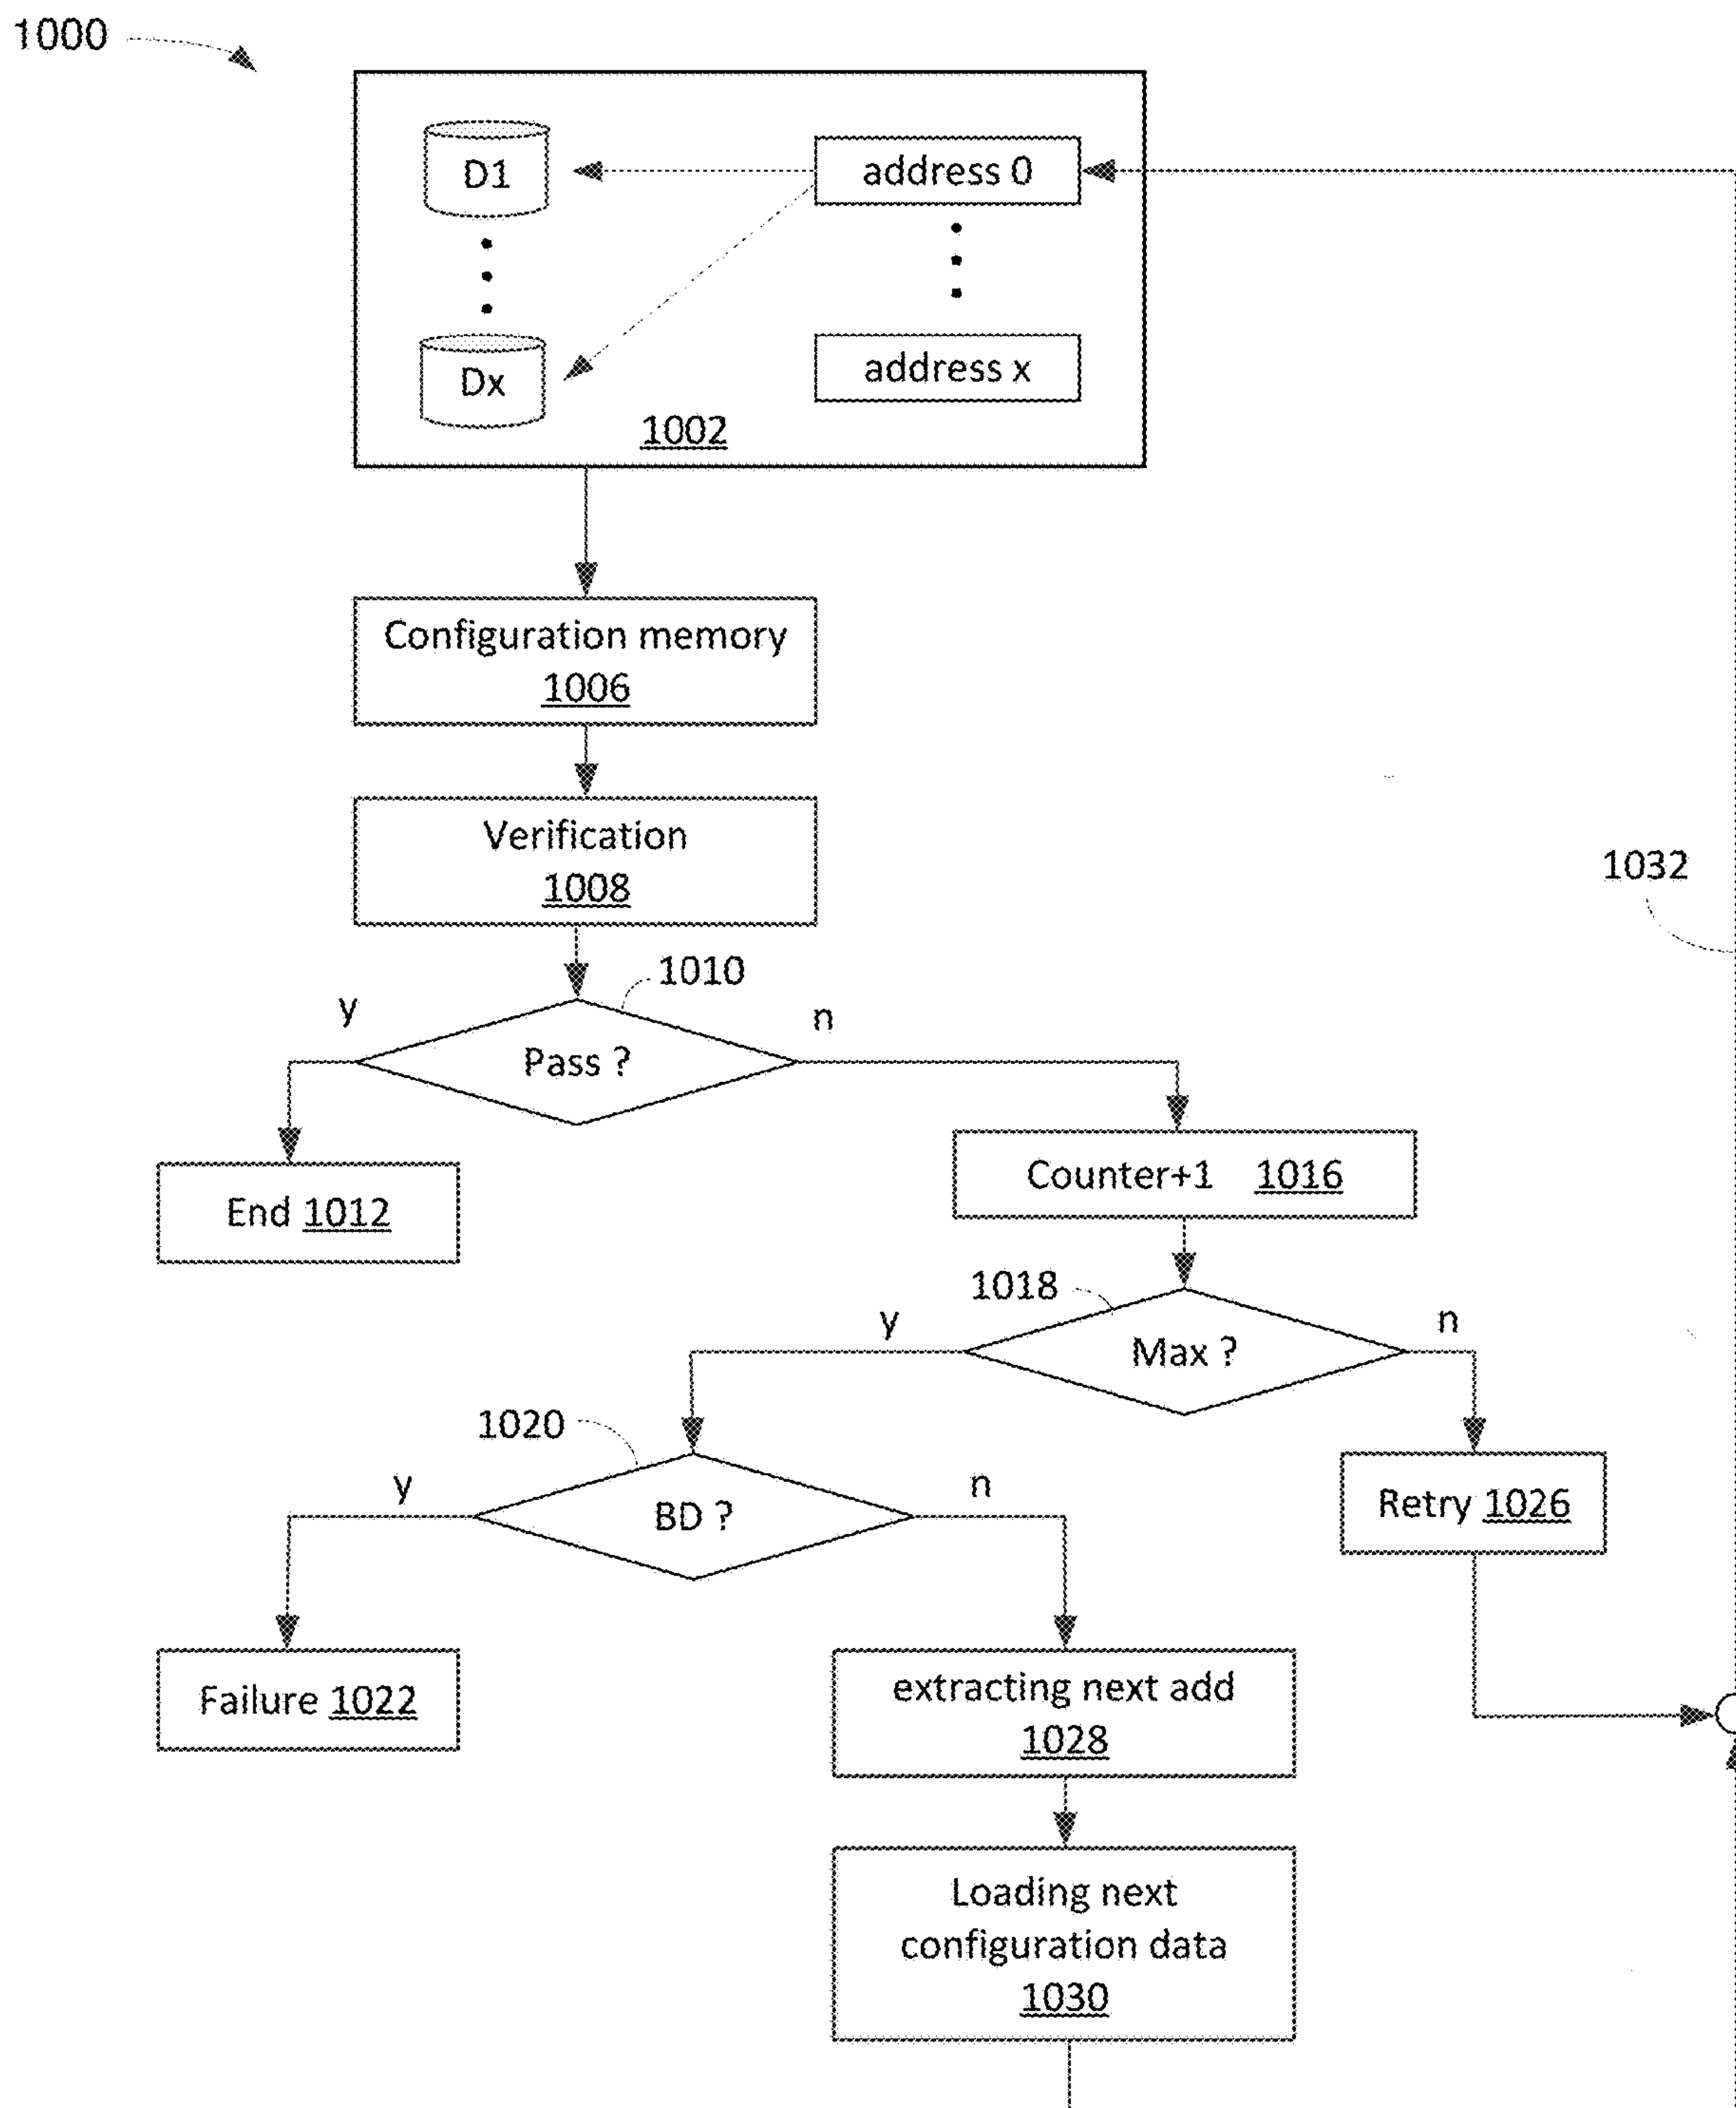 1000
D1
address 0
Dx
address x
1002
Configuration memory
1006
Verification
1008
1032
1010
y
n
Pass ?
Counter+1 1016
End 1012
1018
y
n
Max ?
1020
y
n
BD ?
Retry 1026
Failure 1022
extracting next add
1028
Loading next
configuration data
1030